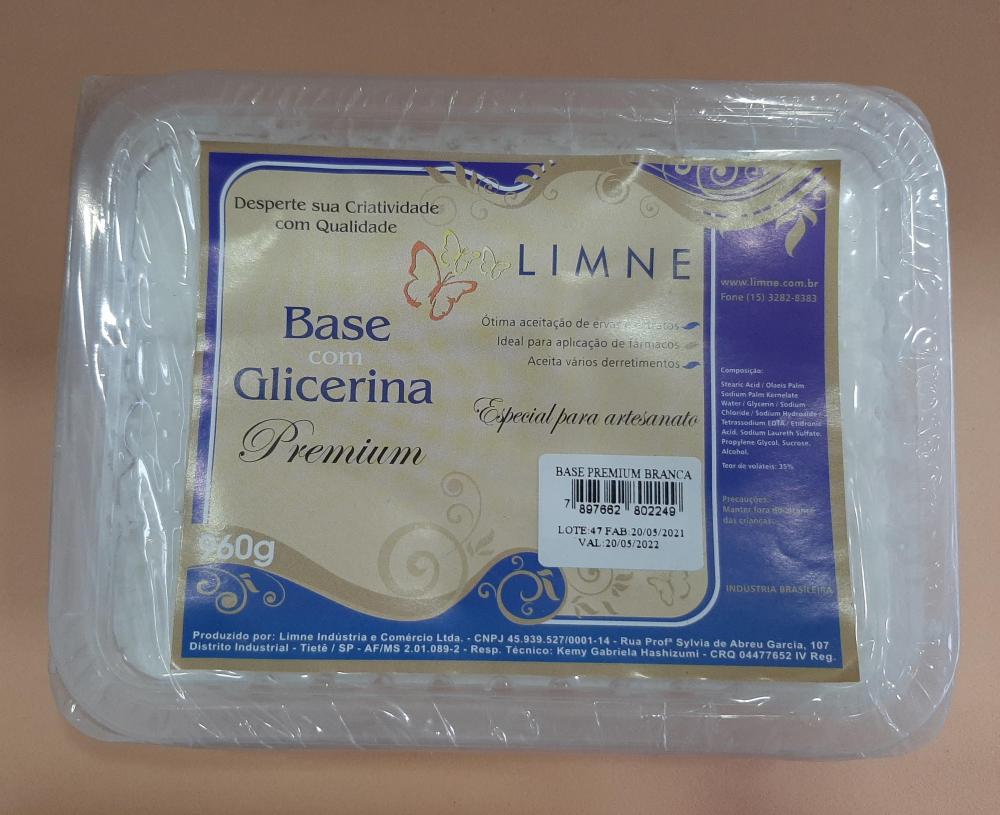 Desperte sua Criatividade
com Qualidade
LIMNE
Base
com
Glicerina
Premium
Ótima aceitação de ervas e extratos
Ideal para aplicação de fármacos
Aceita vários derretimentos
Especial para artesanato
BASE PREMIUM BRANCA
7 897662 802249
LOTE:47 FAB:20/05/2021
VAL:20/05/2022
960g
www.limne.com.br
Fone (15) 3282-8383
Composição:
Stearic Acid / Olaeis Palm
Sodium Palm Kernelate
Water / Glycerin / Sodium
Chloride / Sodium Hydroxide /
Tetrassodium EDTA / Etidronic
Acid, Sodium Laureth Sulfato,
Propylene Glycol, Sucrose,
Alcohol.
Teor de voláteis: 35%
Precauções:
Manter fora do alcance
das crianças.
INDÚSTRIA BRASILEIRA
Produzido por: Limne Indústria e Comércio Ltda. - CNPJ 45.939.527/0001-14 - Rua Profª Sylvia de Abreu Garcia, 107
Distrito Industrial - Tietê / SP - AF/MS 2.01.089-2 - Resp. Técnico: Kemy Gabriela Hashizumi - CRQ 04477652 IV Reg.